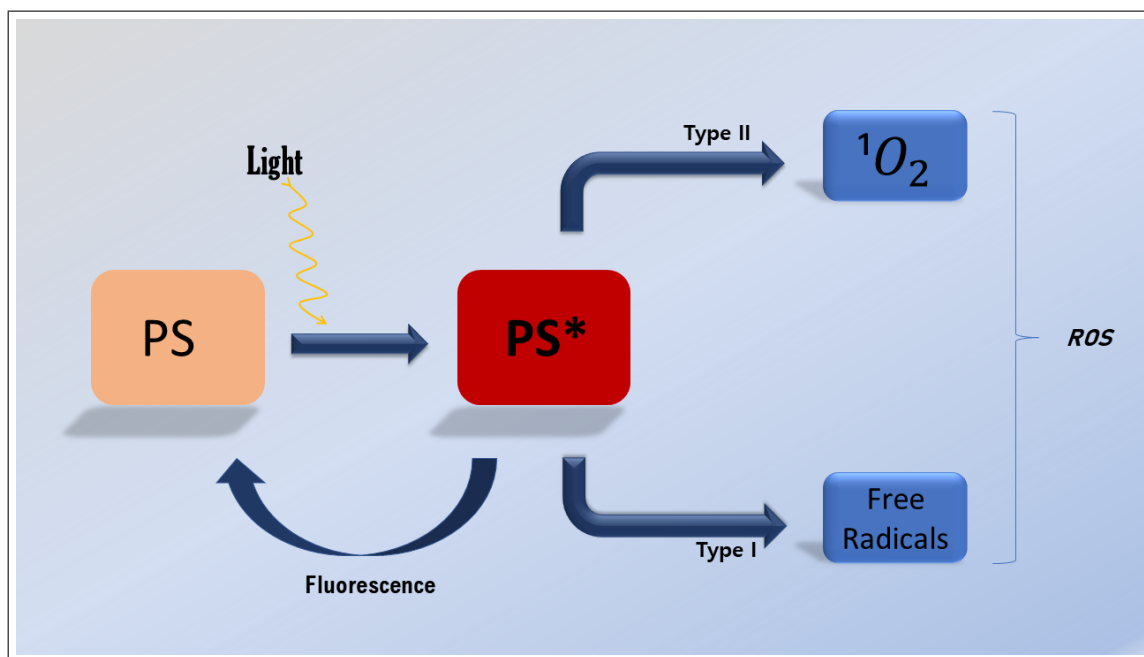 Type II
¹O₂
Light
PS
PS*
ROS
Free
Radicals
Type I
Fluorescence